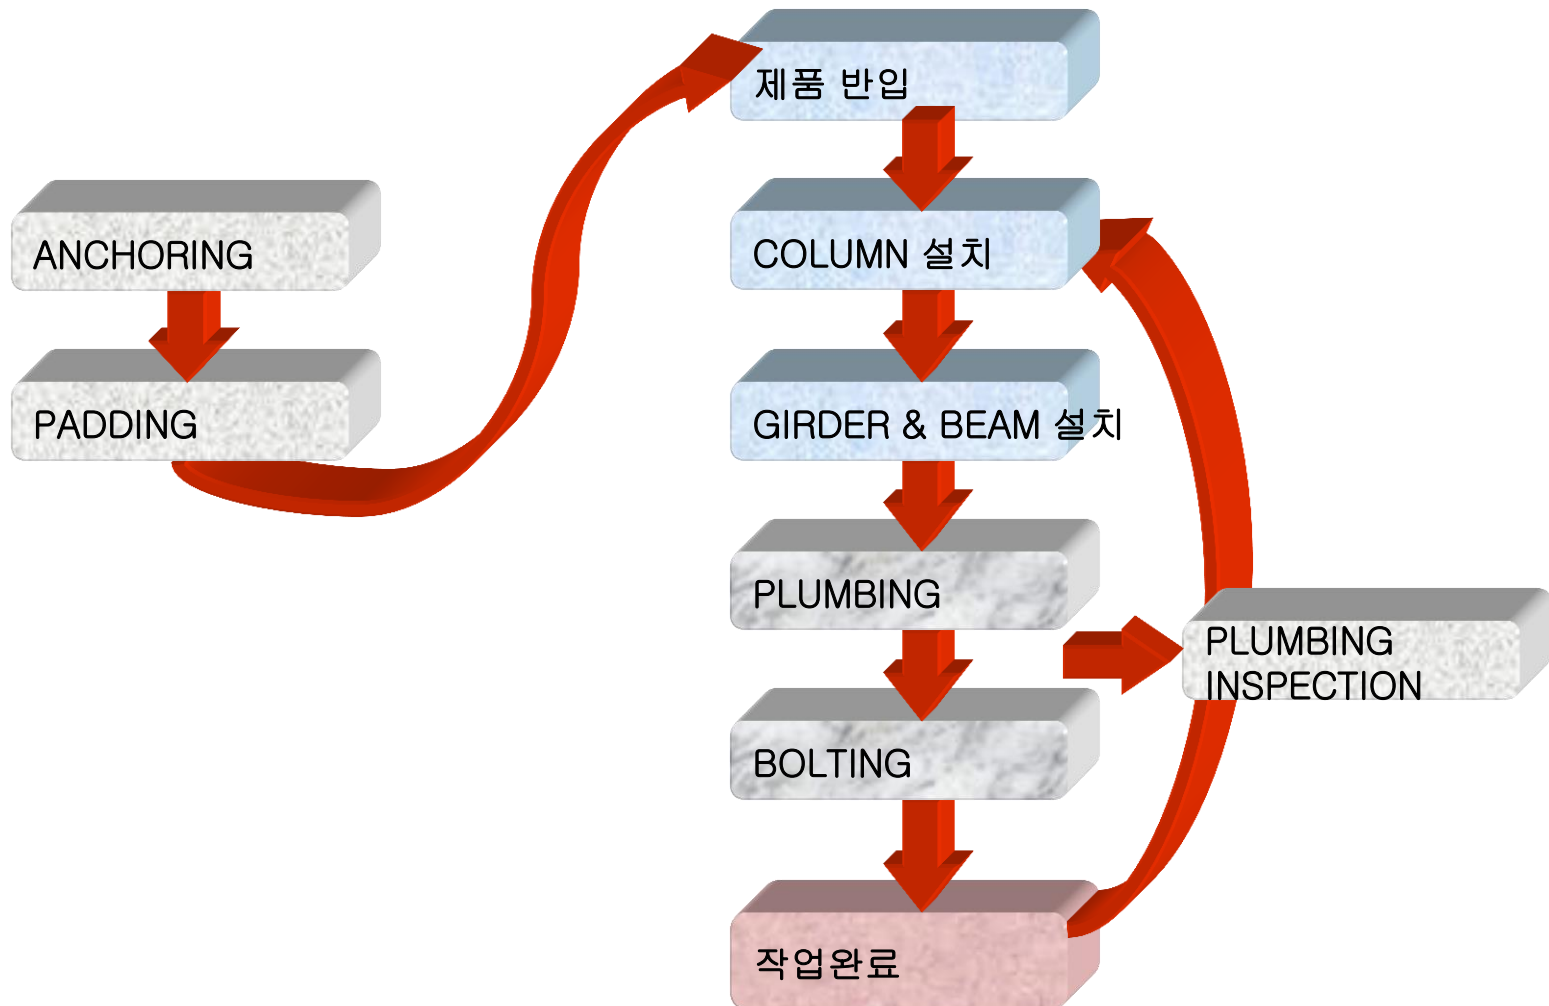 ANCHORING
PADDING
제품 반입
COLUMN 설치
GIRDER & BEAM 설치
PLUMBING
BOLTING
작업완료
PLUMBING
INSPECTION